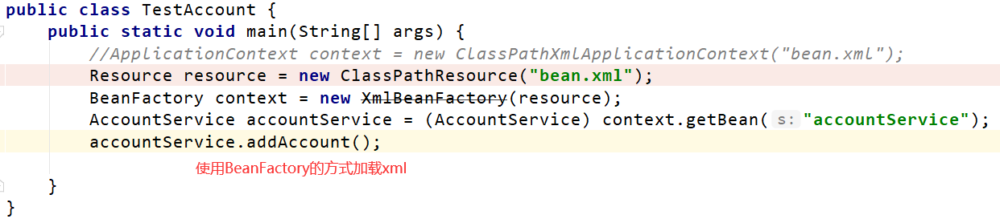 public class TestAccount {
public static void main(String[] args) {
//ApplicationContext context = new ClassPathXmlApplicationContext("bean.xml");
Resource resource = new ClassPathResource("bean.xml");
BeanFactory context = new XmlBeanFactory(resource);
AccountService accountService = (AccountService) context.getBean( s: "accountService");
accountService.addAccount();
使用BeanFactory的方式加载xml
}
}